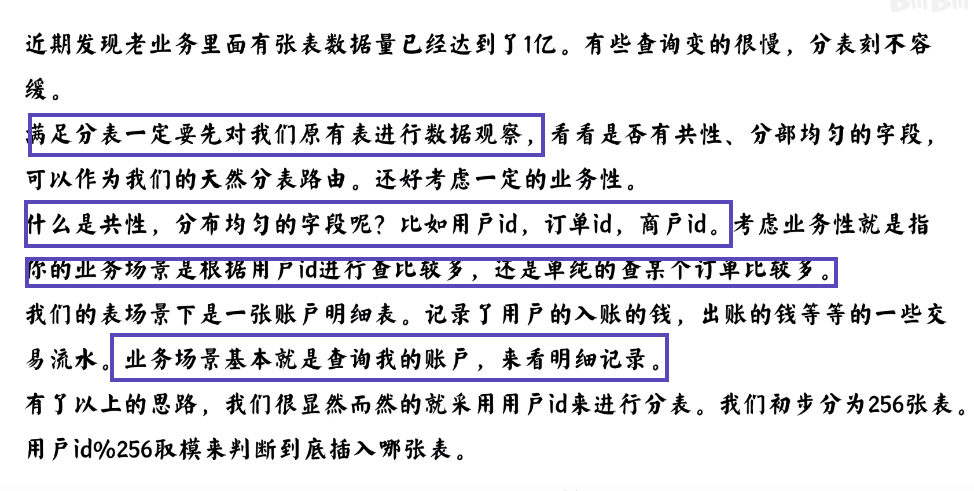 近期发现老业务里面有张表数据量已经达到了1亿。有些查询变的很慢，分表刻不容
缓。
满足分表一定要先对我们原有表进行数据观察，看看是否有共性、分部均匀的字段，
可以作为我们的天然分表路由。还好考虑一定的业务性。
什么是共性，分布均匀的字段呢？比如用户id，订单id，商户id。考虑业务性就是指
你的业务场景是根据用户id进行查比较多，还是单纯的查某个订单比较多。
我们的表场景下是一张账户明细表。记录了用户的入账的钱，出账的钱等等的一些交
易流水。业务场景基本就是查询我的账户，来看明细记录。
有了以上的思路，我们很显然而然的就采用用户id来进行分表。我们初步分为256张表。
用户id%256取模来判断到底插入哪张表。